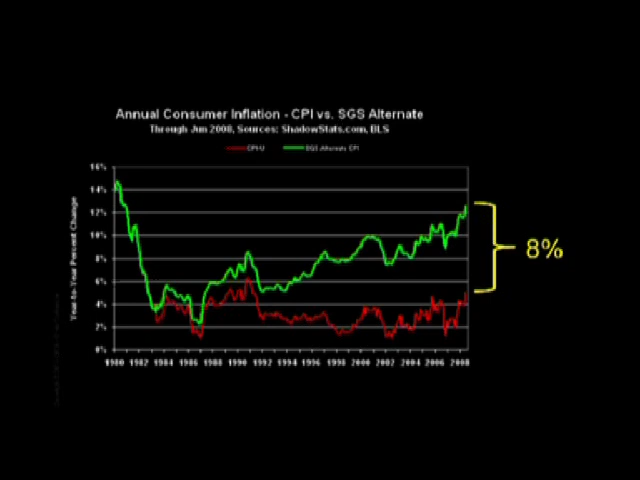 Annual Consumer Inflation - CPI vs. SGS Alternate
Through Jun 2008, Sources: ShadowStats.com, BLS
CPI-U SGS Alternate CPI
Year-to-Year Percent Change
16%
14%
12%
10%
8%
6%
4%
2%
0%
1980 1982 1984 1986 1988 1990 1992 1994 1996 1998 2000 2002 2004 2006 2008
8%